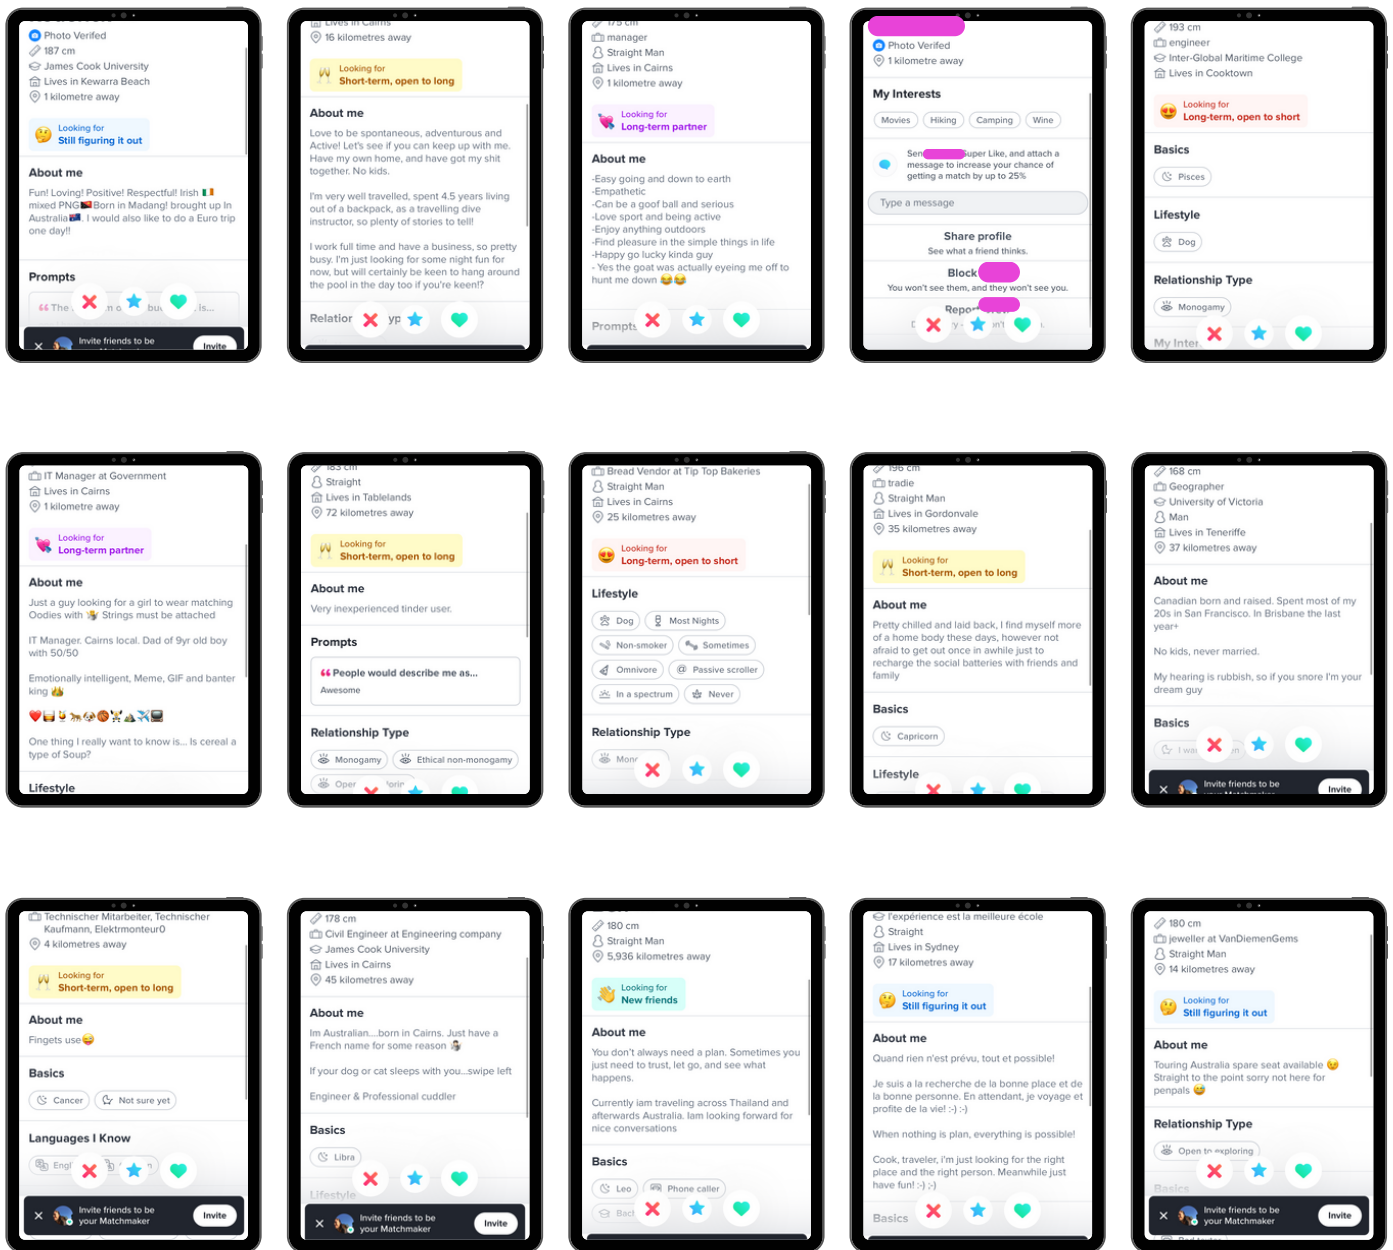 Photo Verifed
187 cm
James Cook University
Lives in Kewarra Beach
1 kilometre away
Looking for
Still figuring it out
About me
Fun! Loving! Positive! Respectful! Irish 🇮🇪
mixed PNG🇵🇬Born in Madang! brought up In
Australia🇦🇺. I would also like to do a Euro trip
one day!!
Prompts
Invite friends to be
Invite
Lives in Cairns
16 kilometres away
Looking for
Short-term, open to long
About me
Love to be spontaneous, adventurous and
Active! Let's see if you can keep up with me.
Have my own home, and have got my shit
together. No kids.
I'm very well travelled, spent 4.5 years living
out of a backpack, as a travelling dive
instructor, so plenty of stories to tell!
I work full time and have a business, so pretty
busy. I'm just looking for some night fun for
now, but will certainly be keen to hang around
the pool in the day too if you're keen!?
175 cm
manager
Straight Man
Lives in Cairns
1 kilometre away
Looking for
Long-term partner
About me
-Easy going and down to earth
-Empathetic
-Can be a goof ball and serious
-Love sport and being active
-Enjoy anything outdoors
-Find pleasure in the simple things in life
-Happy go lucky kinda guy
- Yes the goat was actually eyeing me off to
hunt me down 😂😂
Prompts
Photo Verifed
1 kilometre away
My Interests
Movies
Hiking
Camping
Wine
Super Like, and attach a
message to increase your chance of
getting a match by up to 25%
Type a message
Share profile
See what a friend thinks.
Block
You won't see them, and they won't see you.
Report
193 cm
engineer
Inter-Global Maritime College
Lives in Cooktown
Looking for
Long-term, open to short
Basics
Pisces
Lifestyle
Dog
Relationship Type
Monogamy
My
IT Manager at Government
Lives in Cairns
1 kilometre away
Looking for
Long-term partner
About me
Just a guy looking for a girl to wear matching
Oodies with Strings must be attached
IT Manager. Cairns local. Dad of 9yr old boy
with 50/50
Emotionally intelligent, Meme, GIF and banter
king
One thing I really want to know is... Is cereal a
type of Soup?
Lifestyle
183 cm
Straight
Lives in Tablelands
72 kilometres away
Looking for
Short-term, open to long
About me
Very inexperienced tinder user.
Prompts
People would describe me as...
Awesome
Relationship Type
Monogamy
Ethical non-monogamy
Bread Vendor at Tip Top Bakeries
Straight Man
Lives in Cairns
25 kilometres away
Looking for
Long-term, open to short
Lifestyle
Dog
Most Nights
Non-smoker
Sometimes
Omnivore
Passive scroller
In a spectrum
Never
Relationship Type
196 cm
tradie
Straight Man
Lives in Gordonvale
35 kilometres away
Looking for
Short-term, open to long
About me
Pretty chilled and laid back, I find myself more
of a home body these days, however not
afraid to get out once in awhile just to
recharge the social batteries with friends and
family
Basics
Capricorn
Lifestyle
168 cm
Geographer
University of Victoria
Man
Lives in Teneriffe
37 kilometres away
About me
Canadian born and raised. Spent most of my
20s in San Francisco. In Brisbane the last
year+
No kids, never married.
My hearing is rubbish, so if you snore I'm your
dream guy
Basics
Invite friends to be
your Matchmaker
Invite
Technischer Mitarbeiter, Technischer
Kaufmann, Elektrmonteur0
4 kilometres away
Looking for
Short-term, open to long
About me
Fingets use😜
Basics
Cancer
Not sure yet
Languages I Know
Invite friends to be
your Matchmaker
Invite
178 cm
Civil Engineer at Engineering company
James Cook University
Lives in Cairns
45 kilometres away
About me
Im Australian....born in Cairns. Just have a
French name for some reason
If your dog or cat sleeps with you...swipe left
Engineer & Professional cuddler
Basics
Libra
Lifestyle
Invite friends to be
your Matchmaker
Invite
180 cm
Straight Man
5,936 kilometres away
Looking for
New friends
About me
You don't always need a plan. Sometimes you
just need to trust, let go, and see what
happens.
Currently iam traveling across Thailand and
afterwards Australia. Iam looking forward for
nice conversations
Basics
Leo
Phone caller
l'expérience est la meilleure école
Straight
Lives in Sydney
17 kilometres away
Looking for
Still figuring it out
About me
Quand rien n'est prévu, tout et possible!
Je suis a la recherche de la bonne place et de
la bonne personne. En attendant, je voyage et
profite de la vie! :-) :-)
When nothing is plan, everything is possible!
Cook, traveler, i'm just looking for the right
place and the right person. Meanwhile just
have fun! :-) ;-)
Basics
180 cm
jeweller at VanDiemenGems
Straight Man
14 kilometres away
Looking for
Still figuring it out
About me
Touring Australia spare seat available 😉
Straight to the point sorry not here for
penpals 😅
Relationship Type
Open to exploring
Basics
Invite friends to be
your Matchmaker
Invite